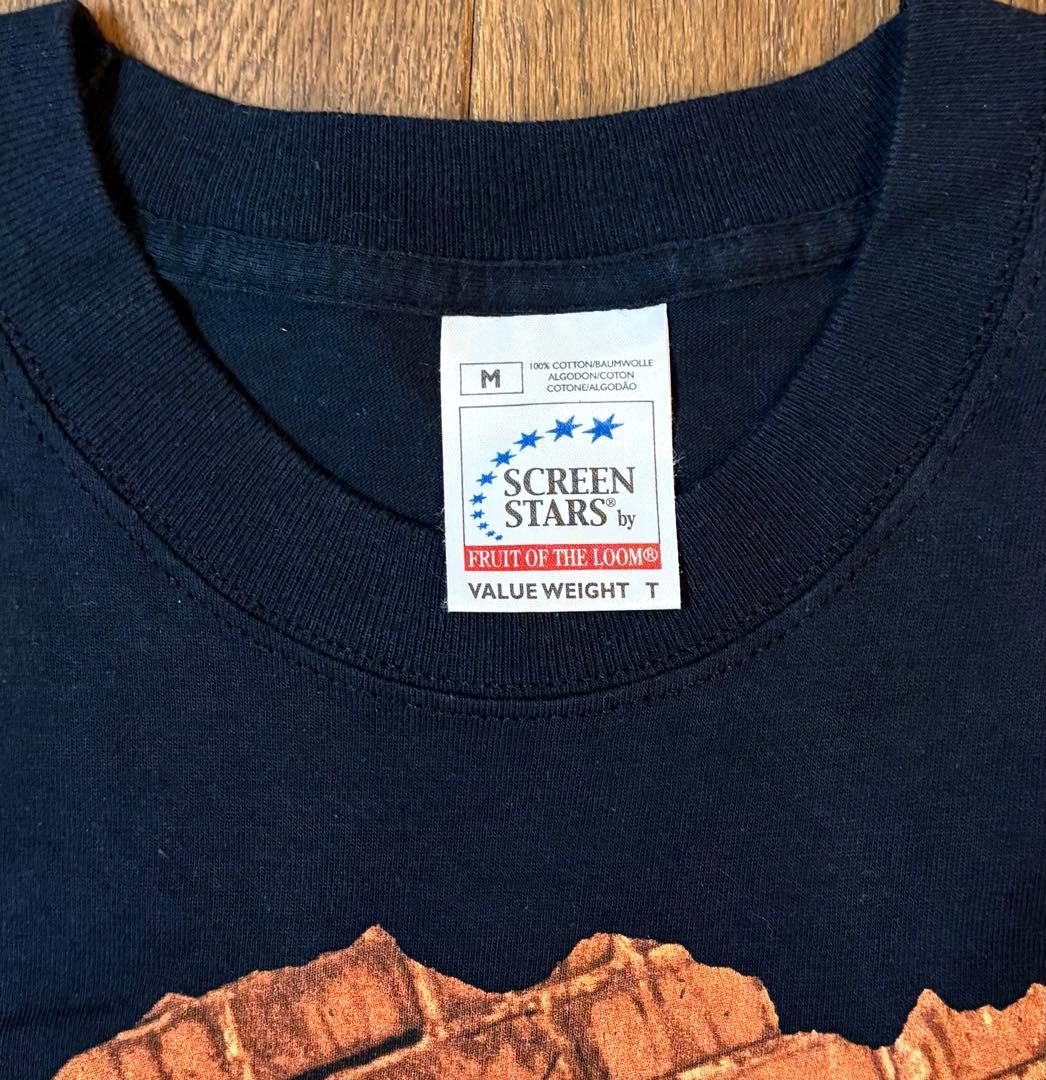 M
100% COTTON/BAUMWOLLE
ALGODON/COTON
COTONE/ALGODÃO
SCREEN
STARS® by
FRUIT OF THE LOOM®
VALUE WEIGHT T